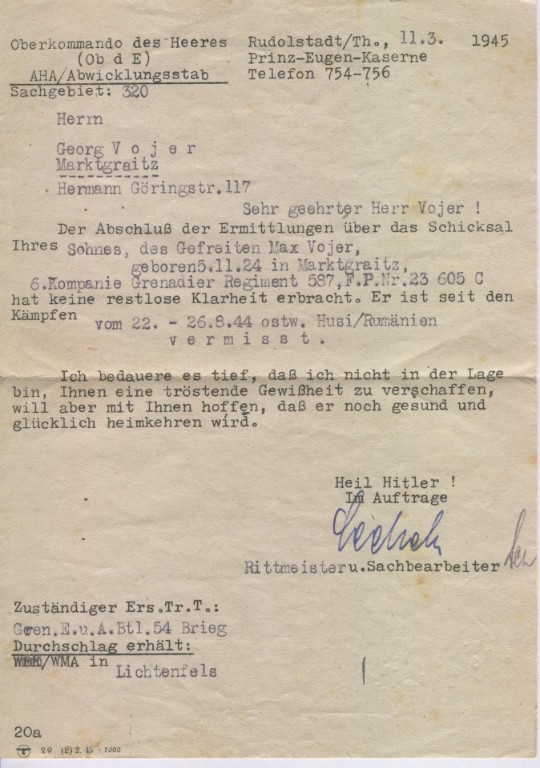 Oberkommando des Heeres
(Ob d E)
AHA/Abwicklungsstab
Sachgebiet: 320
Rudolstadt/Th., 11.3. 1945
Prinz-Eugen-Kaserne
Telefon 754-756
Herrn
Georg V o j e r
Marktgraitz
Hermann Göringstr.117
Sehr geehrter Herr Vojer !
Der Abschluß der Ermittlungen über das Schicksal
Ihres Sohnes, des Gefreiten Max Vojer,
geboren5.11.24 in Marktgraitz,
6.Kompanie Grenadier Regiment 587,F.P.Nr.23 605 C
hat keine restlose Klarheit erbracht. Er ist seit den
Kämpfen vom 22. - 26.8.44 ostw. Husi/Rumänien
v e r m i s s t .
Ich bedauere es tief, daß ich nicht in der Lage
bin, Ihnen eine tröstende Gewißheit zu verschaffen,
will aber mit Ihnen hoffen, daß er noch gesund und
glücklich heimkehren wird.
Heil Hitler !
Im Auftrage
Rittmeister u. Sachbearbeiter
Zuständiger Ers.Tr.T.:
Gren.E.u.A.Btl.54 Brieg
Durchschlag erhält:
/WMA in Lichtenfels
20a